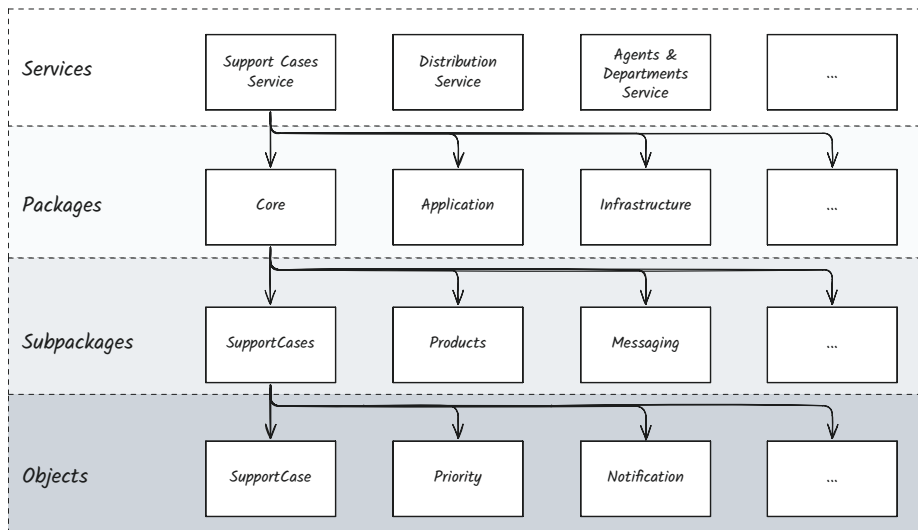 Services
Support Cases
Service
Distribution
Service
Agents &
Departments
Service
...
Packages
Core
Application
Infrastructure
...
Subpackages
SupportCases
Products
Messaging
...
Objects
SupportCase
Priority
Notification
...